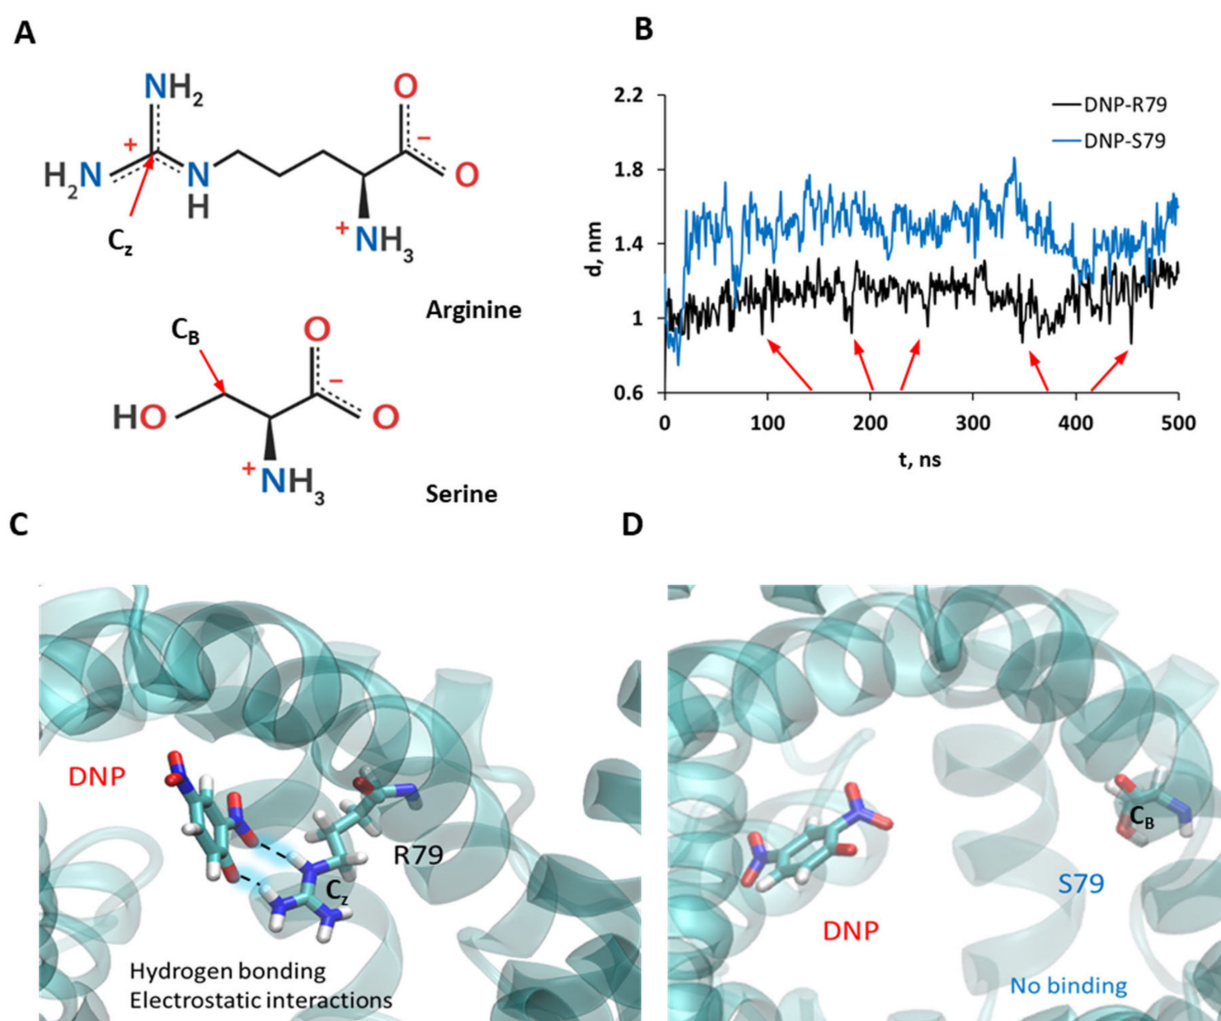 A
NH2
+
H2N
N
H
Cz
O
−
O
+
NH3
Arginine
CB
O
−
HO
O
+
NH3
Serine
B
DNP-R79
DNP-S79
2.2
1.8
1.4
1
0.6
d, nm
0
100
200
300
400
500
t, ns
C
DNP
R79
Cz
Hydrogen bonding
Electrostatic interactions
D
CB
S79
DNP
No binding